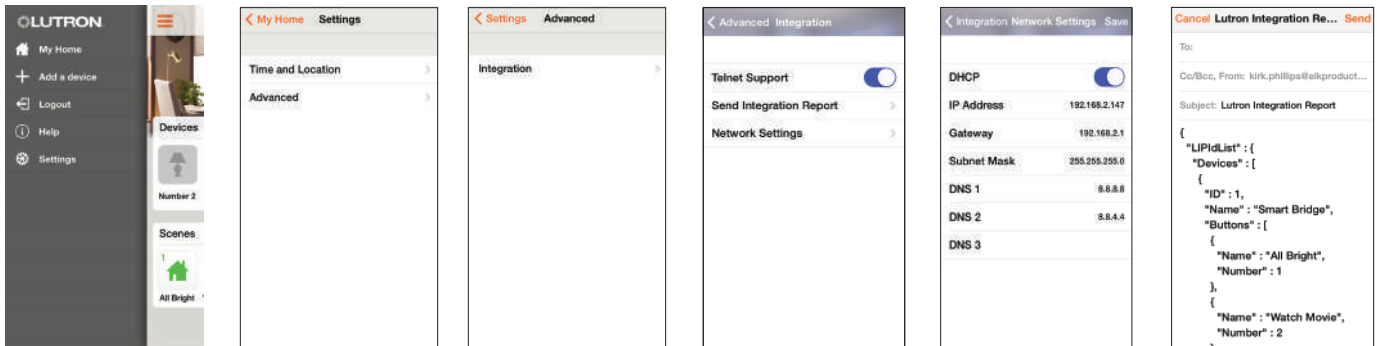 LUTRON
My Home
Add a device
Logout
Help
Settings
Devices
Number 2
Scenes
1
All Bright
My Home Settings
Time and Location
Advanced
Settings Advanced
Integration
Advanced Integration
Telnet Support
Send Integration Report
Network Settings
Integration Network Settings Save
DHCP
IP Address 192.168.2.147
Gateway 192.168.2.1
Subnet Mask 255.255.255.0
DNS 1 8.8.8.8
DNS 2 8.8.4.4
DNS 3
Cancel Lutron Integration Re... Send
To:
Cc/Bcc, From: kirk.phillips@elkproduct...
Subject: Lutron Integration Report
{
"LIPIdList" : {
"Devices" : [
{
"ID" : 1,
"Name" : "Smart Bridge",
"Buttons" : [
{
"Name" : "All Bright",
"Number" : 1
},
{
"Name" : "Watch Movie",
"Number" : 2